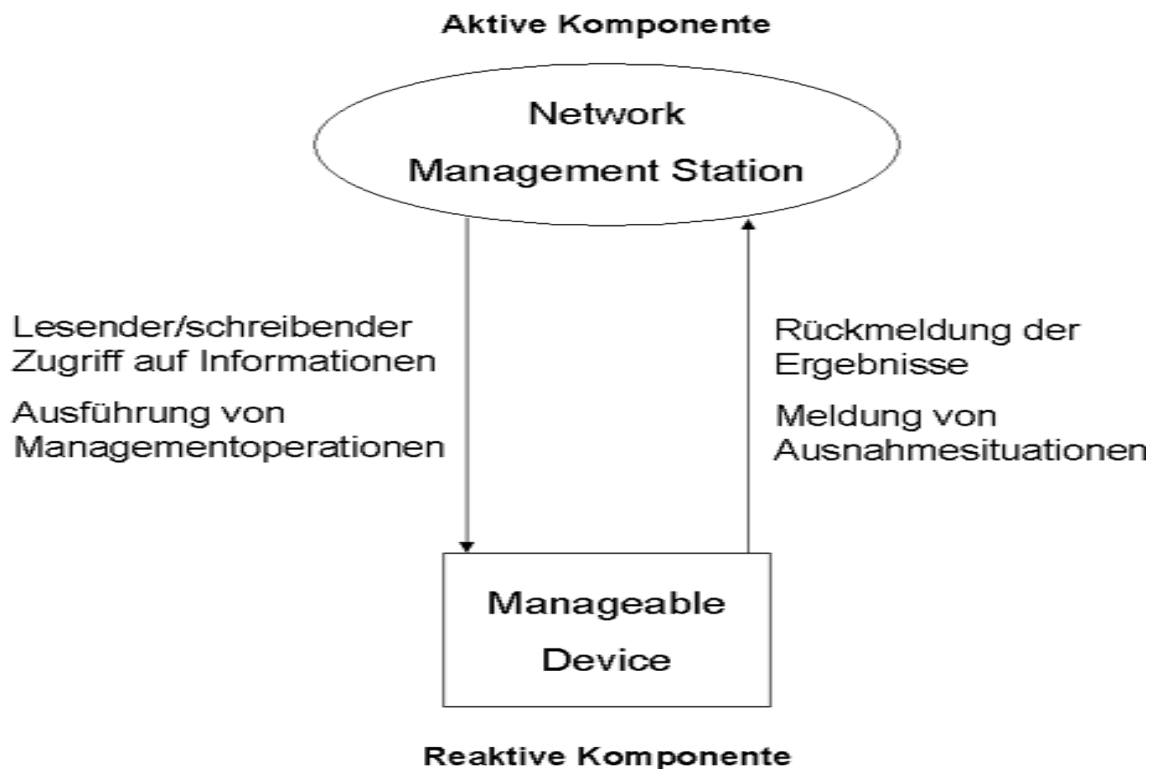 Aktive Komponente
Network
Management Station
Lesender/schreibender
Zugriff auf Informationen
Ausführung von
Managementoperationen
Rückmeldung der
Ergebnisse
Meldung von
Ausnahmesituationen
Manageable
Device
Reaktive Komponente